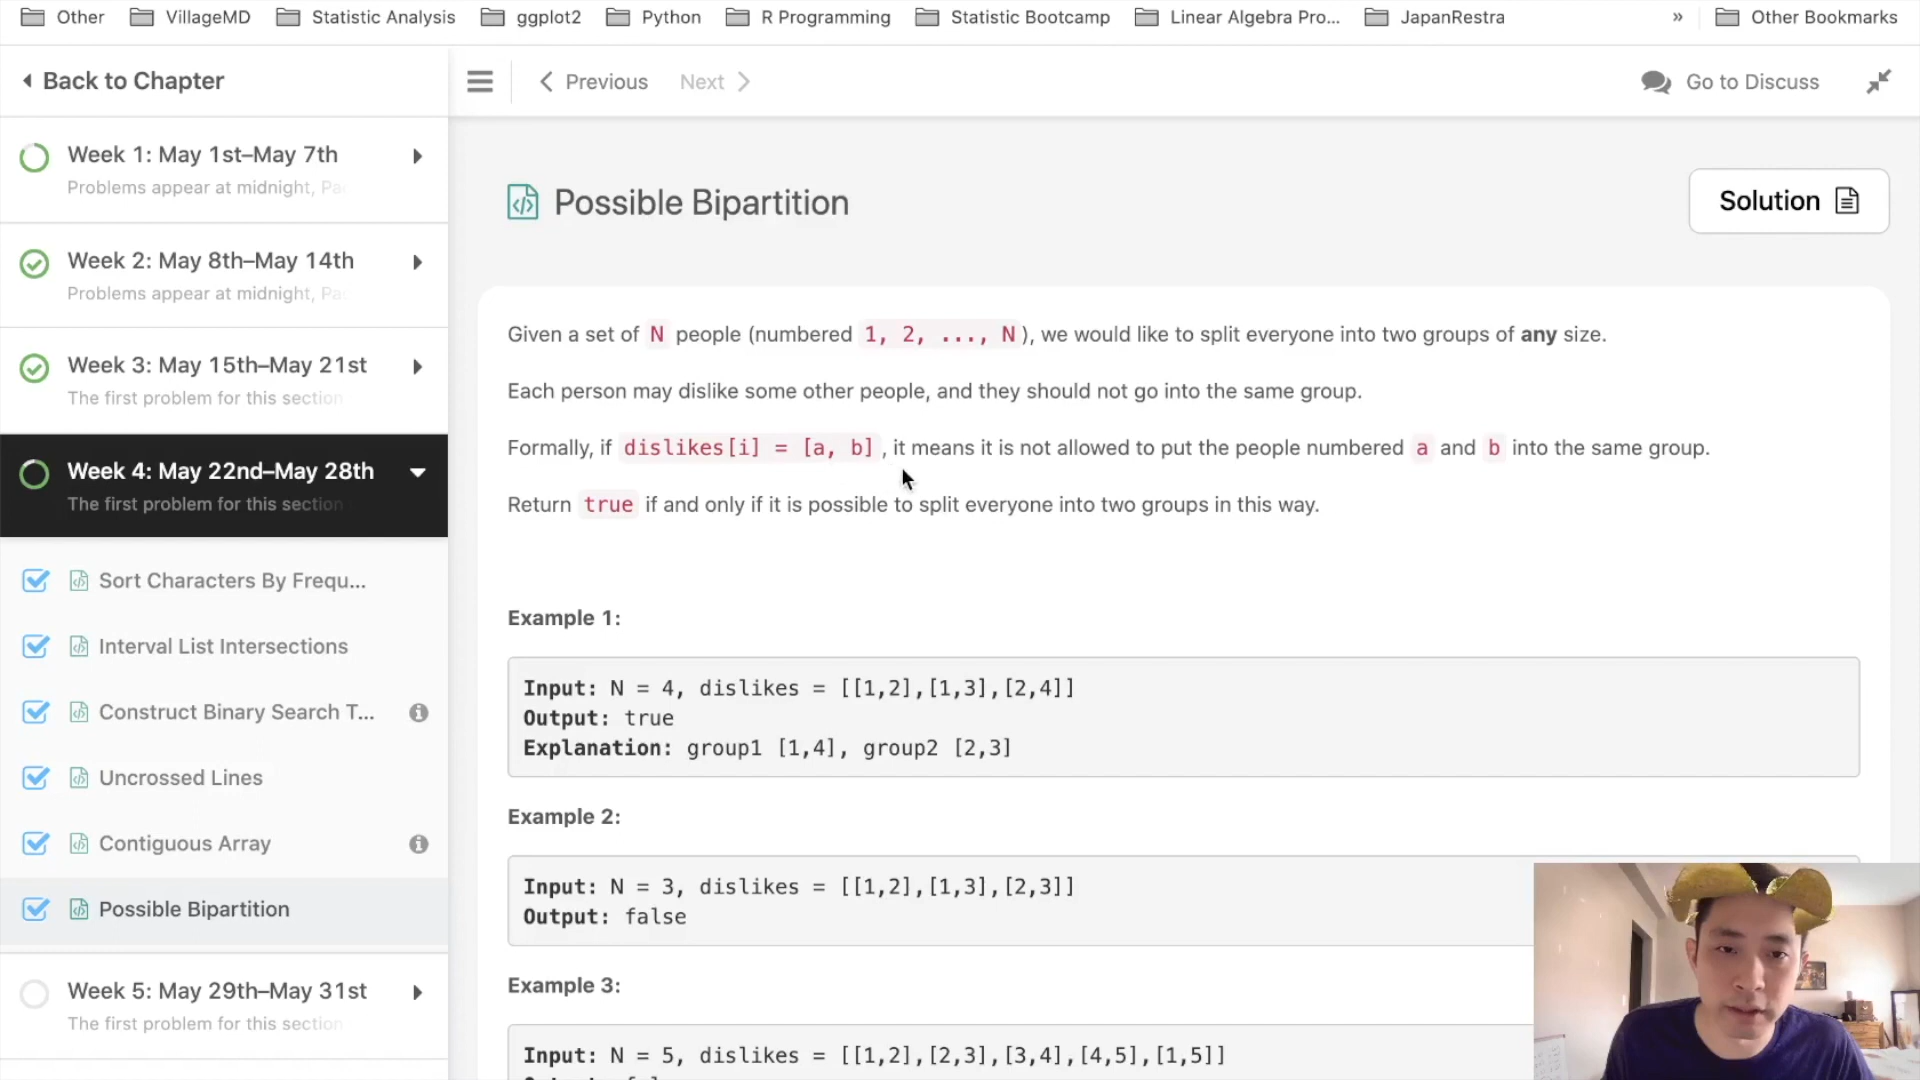 Other
VillageMD
Statistic Analysis
ggplot2
Python
R Programming
Statistic Bootcamp
Linear Algebra Pro...
JapanRestra
»
Other Bookmarks
Back to Chapter
Previous
Next
Go to Discuss
Week 1: May 1st–May 7th
Problems appear at midnight, Pa
Week 2: May 8th–May 14th
Problems appear at midnight, Pa
Week 3: May 15th–May 21st
The first problem for this section
Week 4: May 22nd–May 28th
The first problem for this section
Sort Characters By Frequ...
Interval List Intersections
Construct Binary Search T...
Uncrossed Lines
Contiguous Array
Possible Bipartition
Week 5: May 29th–May 31st
The first problem for this section
Possible Bipartition
Solution
Given a set of N people (numbered 1, 2, ..., N), we would like to split everyone into two groups of any size.
Each person may dislike some other people, and they should not go into the same group.
Formally, if dislikes[i] = [a, b], it means it is not allowed to put the people numbered a and b into the same group.
Return true if and only if it is possible to split everyone into two groups in this way.
Example 1:
Input: N = 4, dislikes = [[1,2],[1,3],[2,4]]
Output: true
Explanation: group1 [1,4], group2 [2,3]
Example 2:
Input: N = 3, dislikes = [[1,2],[1,3],[2,3]]
Output: false
Example 3:
Input: N = 5, dislikes = [[1,2],[2,3],[3,4],[4,5],[1,5]]